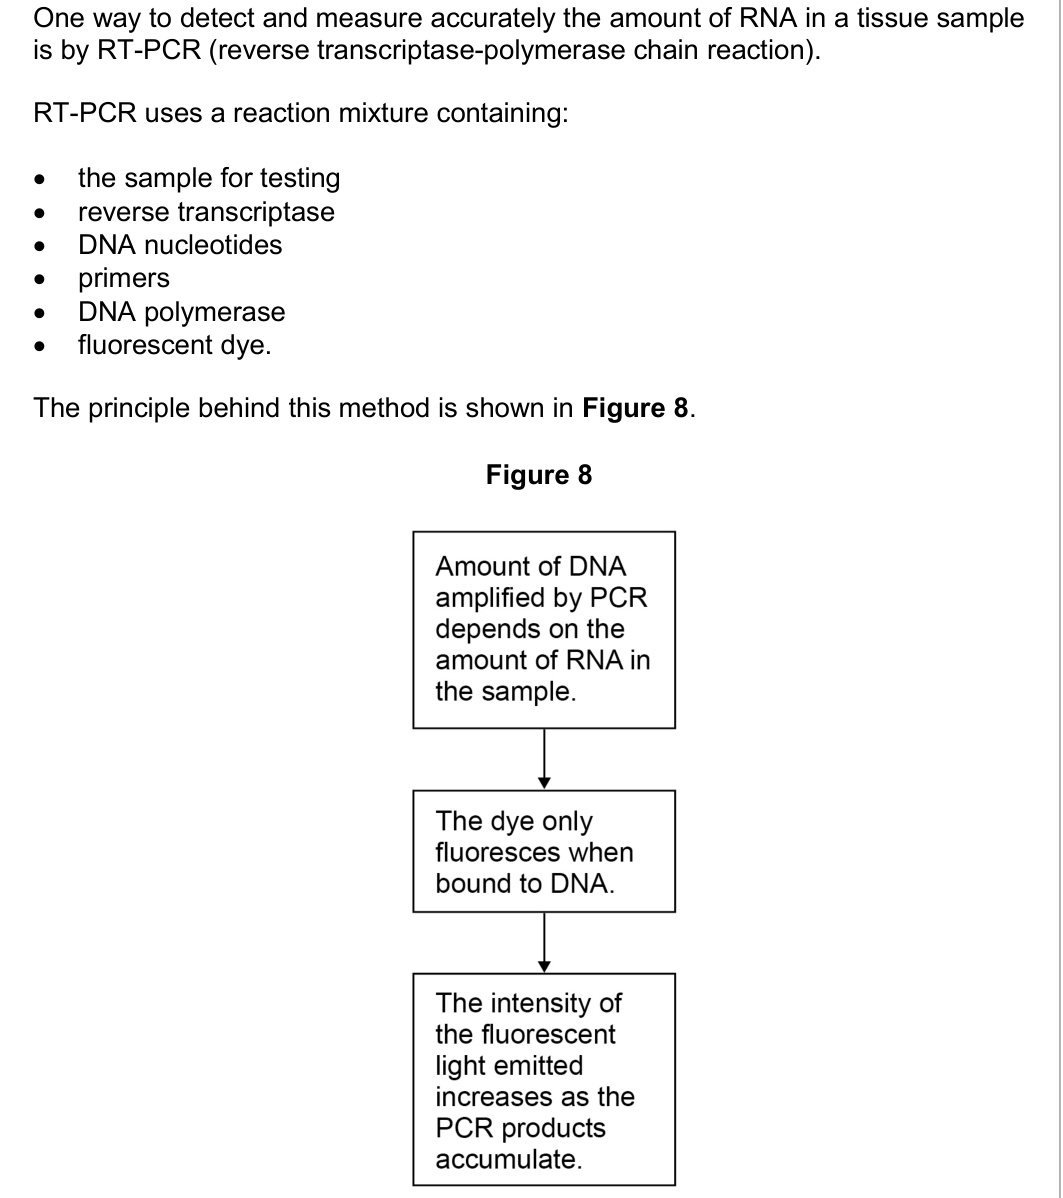 One way to detect and measure accurately the amount of RNA in a tissue sample
is by RT-PCR (reverse transcriptase-polymerase chain reaction).
RT-PCR uses a reaction mixture containing:
• the sample for testing
• reverse transcriptase
• DNA nucleotides
• primers
• DNA polymerase
• fluorescent dye.
The principle behind this method is shown in Figure 8.
Figure 8
Amount of DNA
amplified by PCR
depends on the
amount of RNA in
the sample.
The dye only
fluoresces when
bound to DNA.
The intensity of
the fluorescent
light emitted
increases as the
PCR products
accumulate.